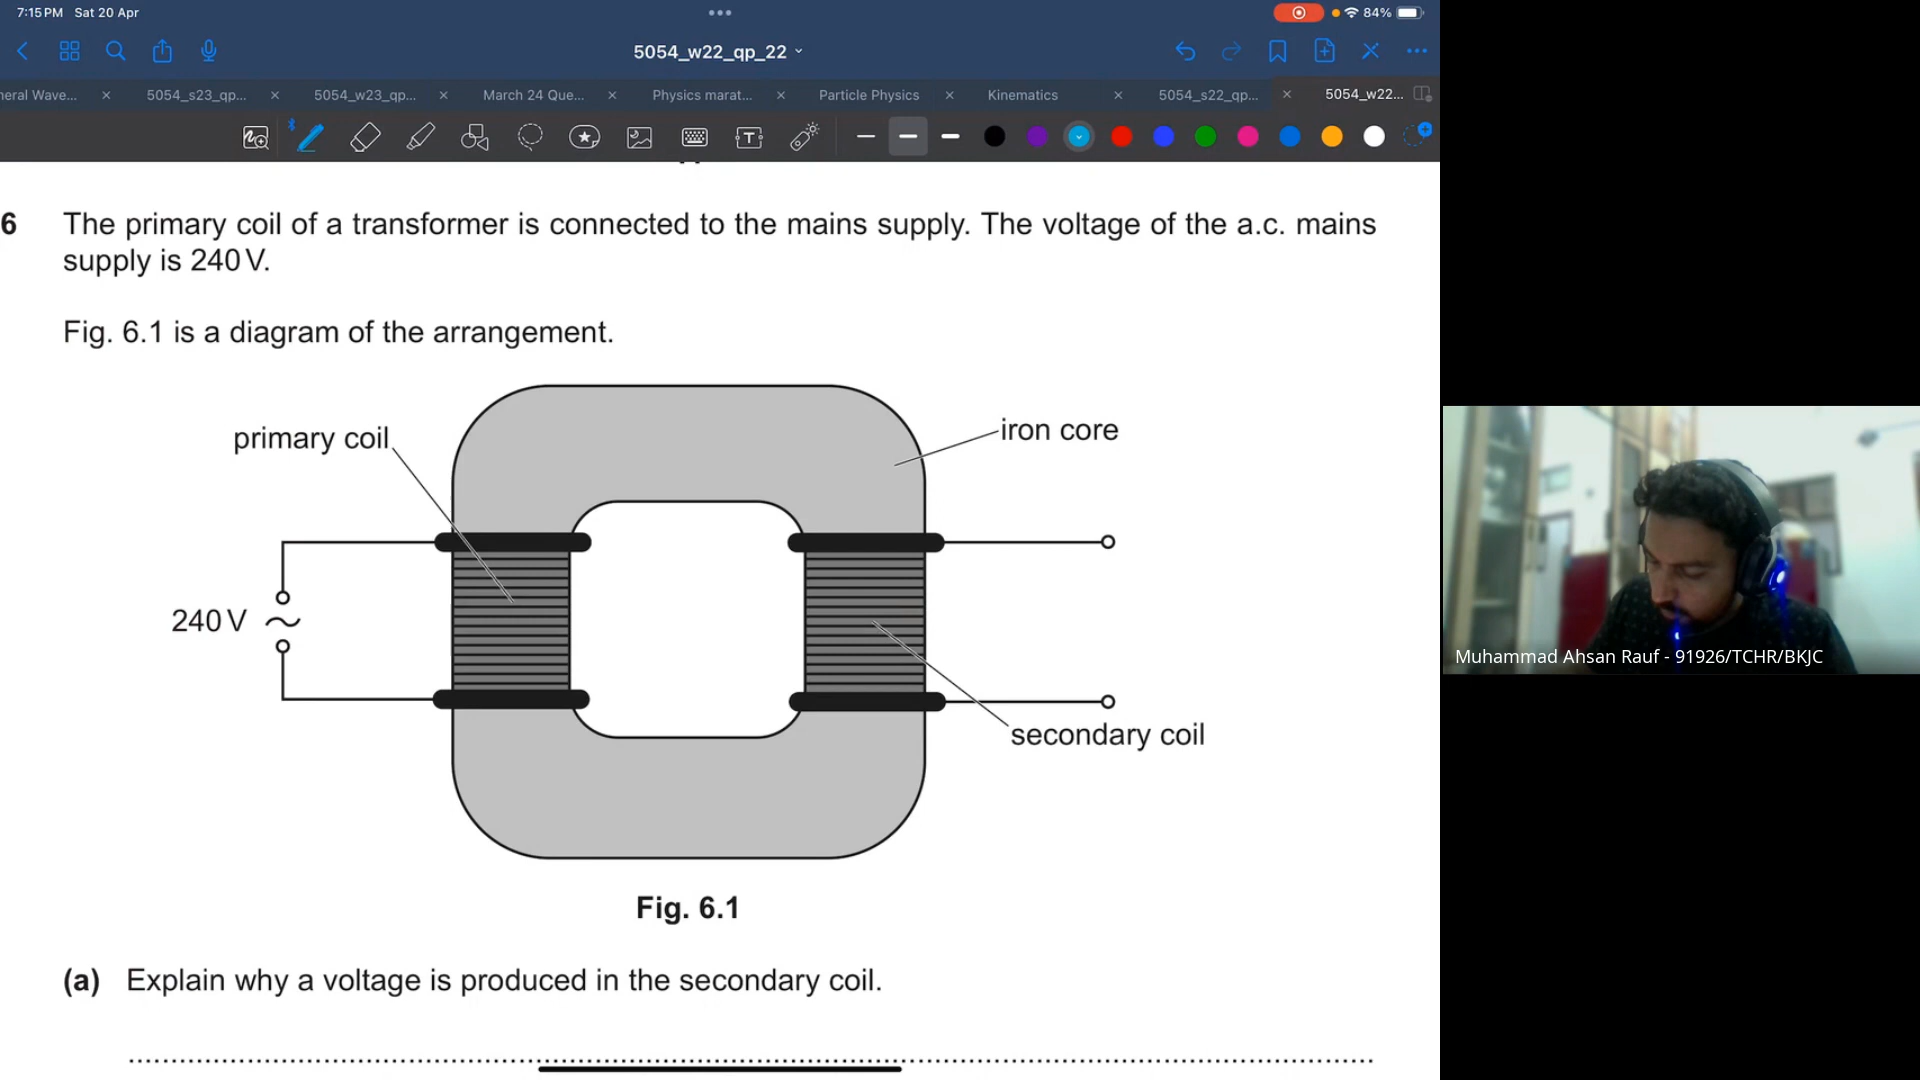 7:15 PM Sat 20 Apr
84%
5054_w22_qp_22
neral Wave...
5054_s23_qp...
5054_w23_qp...
March 24 Que...
Physics marat...
Particle Physics
Kinematics
5054_s22_qp...
5054_w22...
6 The primary coil of a transformer is connected to the mains supply. The voltage of the a.c. mains
supply is 240 V.
Fig. 6.1 is a diagram of the arrangement.
primary coil
iron core
240 V
secondary coil
Fig. 6.1
(a) Explain why a voltage is produced in the secondary coil.
Muhammad Ahsan Rauf - 91926/TCHR/BKJC